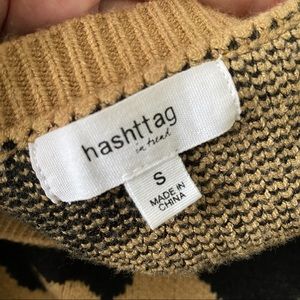 hashttag
in trend
S
MADE IN
CHINA